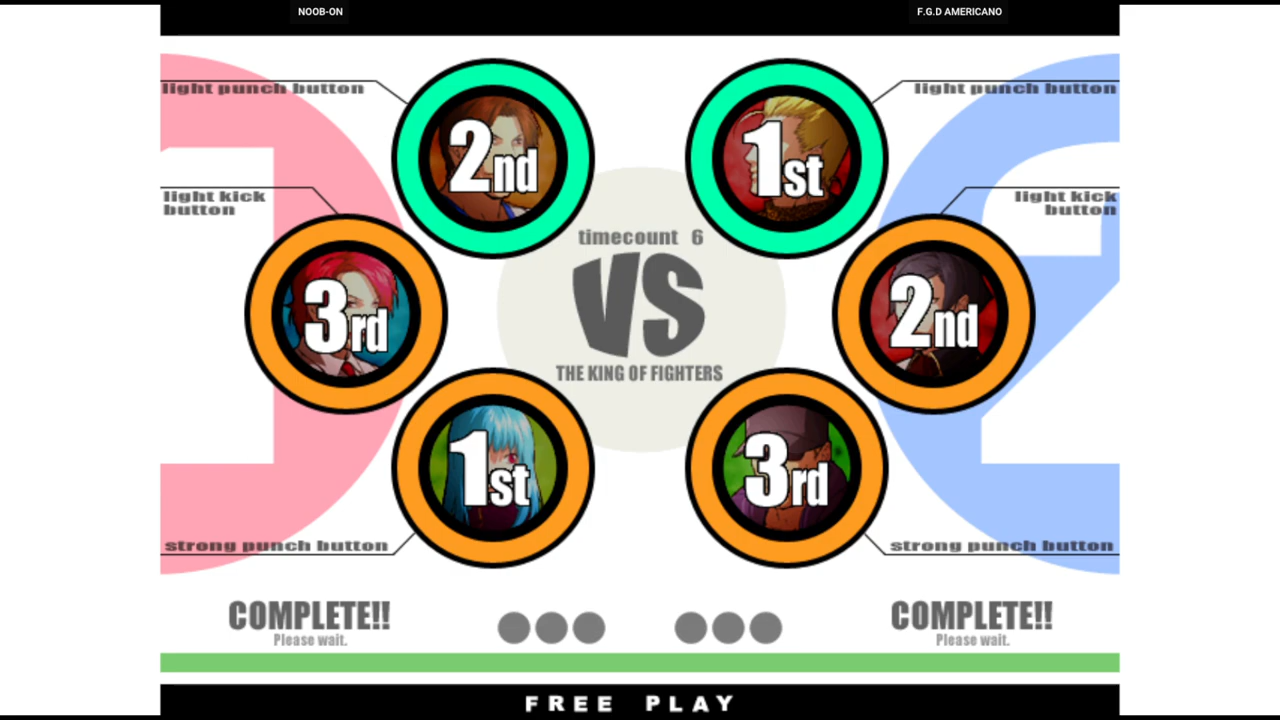 NOOB-ON
F.G.D AMERICANO
light punch button
light punch button
2nd
1st
light kick
button
light kick
button
timecount 6
VS
THE KING OF FIGHTERS
3rd
2nd
1st
3rd
strong punch button
strong punch button
COMPLETE!!
Please wait.
COMPLETE!!
Please wait.
FREE PLAY